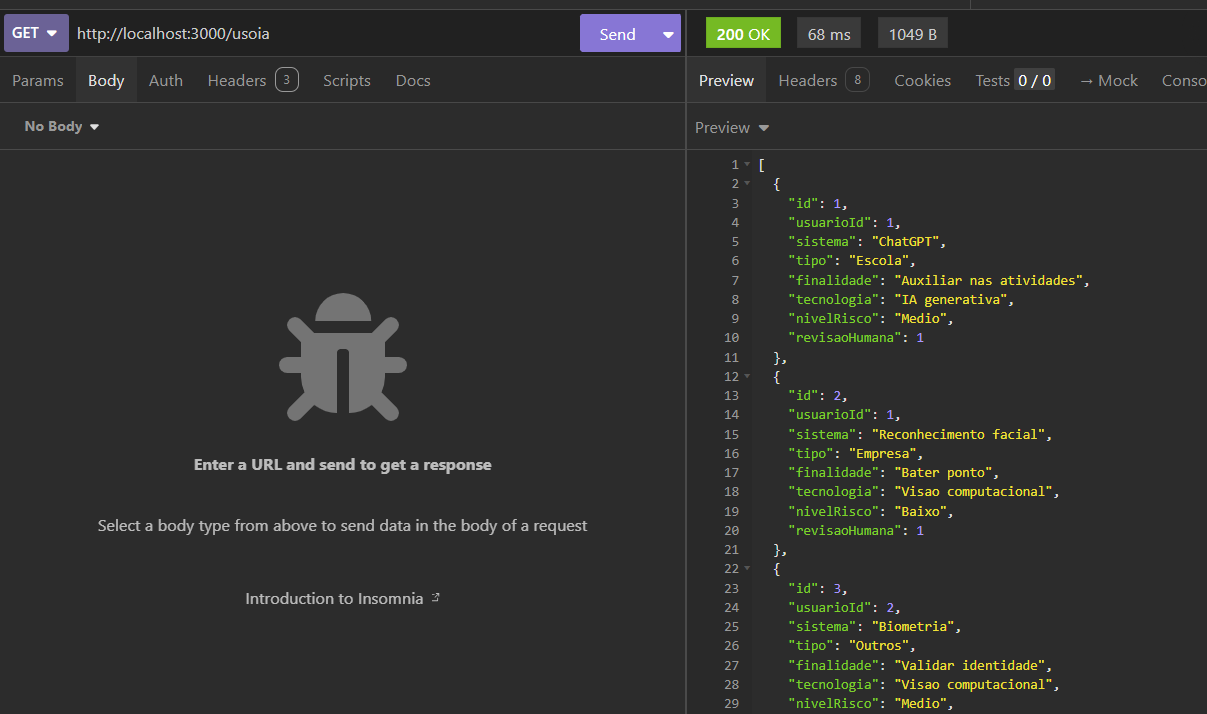 GET http://localhost:3000/usoia Send
200 OK 68 ms 1049 B
Params Body Auth Headers 3 Scripts Docs
Preview Headers 8 Cookies Tests 0 / 0 → Mock Conso
No Body
Preview
Enter a URL and send to get a response
Select a body type from above to send data in the body of a request
Introduction to Insomnia
1 [
2 {
3 "id": 1,
4 "usuarioId": 1,
5 "sistema": "ChatGPT",
6 "tipo": "Escola",
7 "finalidade": "Auxiliar nas atividades",
8 "tecnologia": "IA generativa",
9 "nivelRisco": "Medio",
10 "revisaoHumana": 1
11 },
12 {
13 "id": 2,
14 "usuarioId": 1,
15 "sistema": "Reconhecimento facial",
16 "tipo": "Empresa",
17 "finalidade": "Bater ponto",
18 "tecnologia": "Visao computacional",
19 "nivelRisco": "Baixo",
20 "revisaoHumana": 1
21 },
22 {
23 "id": 3,
24 "usuarioId": 2,
25 "sistema": "Biometria",
26 "tipo": "Outros",
27 "finalidade": "Validar identidade",
28 "tecnologia": "Visao computacional",
29 "nivelRisco": "Medio",